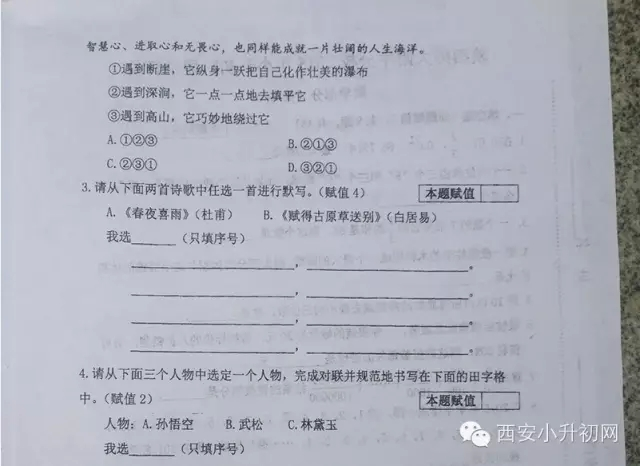 智慧心、进取心和无畏心，也同样能成就一片壮阔的人生海洋。
①遇到断崖，它纵身一跃把自己化作壮美的瀑布
②遇到深涧，它一点一点地去填平它
③遇到高山，它巧妙地绕过它
A.①②③ B.②①③
C.②③① D.③②①
3.请从下面两首诗歌中任选一首进行默写。（赋值 4） 本题赋值
A.《春夜喜雨》（杜甫） B.《赋得古原草送别》（白居易）
我选______（只填序号）
____________________，____________________。
____________________，____________________。
____________________，____________________。
____________________，____________________。
4.请从下面三个人物中选定一个人物，完成对联并规范地书写在下面的田字格
中。（赋值 2） 本题赋值
人物：A.孙悟空 B.武松 C.林黛玉
我选______（只填序号）
西安小升初网